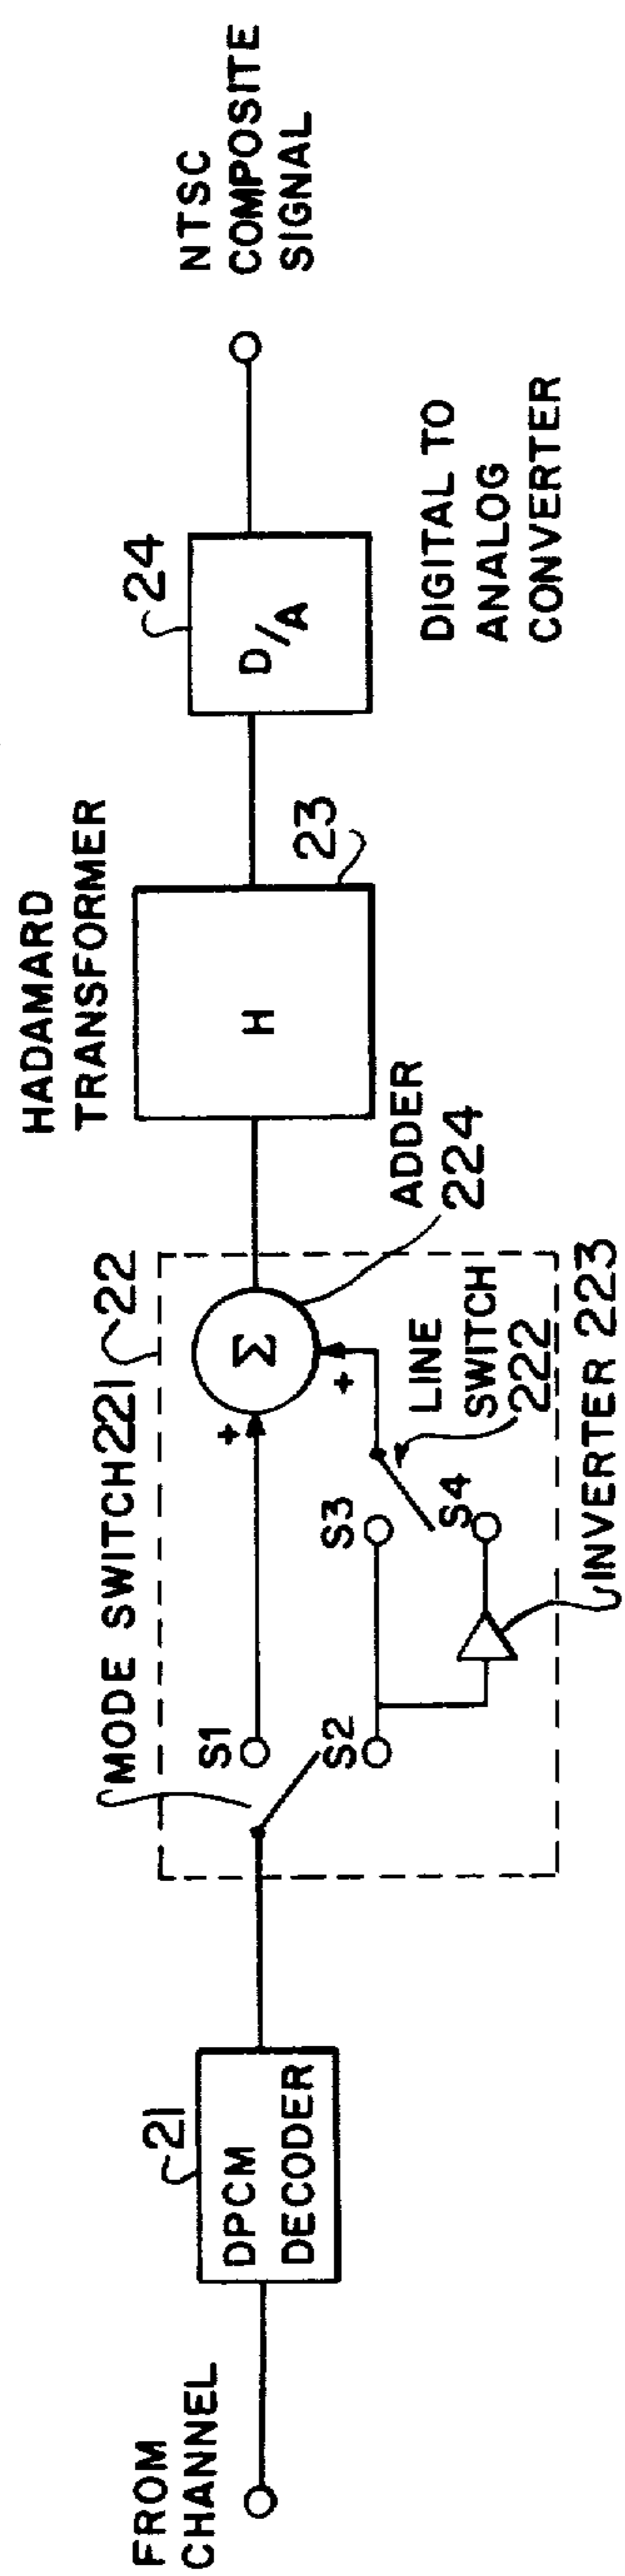 FROM
CHANNEL
21
DPCM
DECODER
MODE SWITCH 221
22
S1
S2
S3
S4
+
Σ
+
LINE
SWITCH
222
INVERTER 223
ADDER
224
HADAMARD
TRANSFORMER
H
23
24
D/A
DIGITAL TO
ANALOG
CONVERTER
NTSC
COMPOSITE
SIGNAL